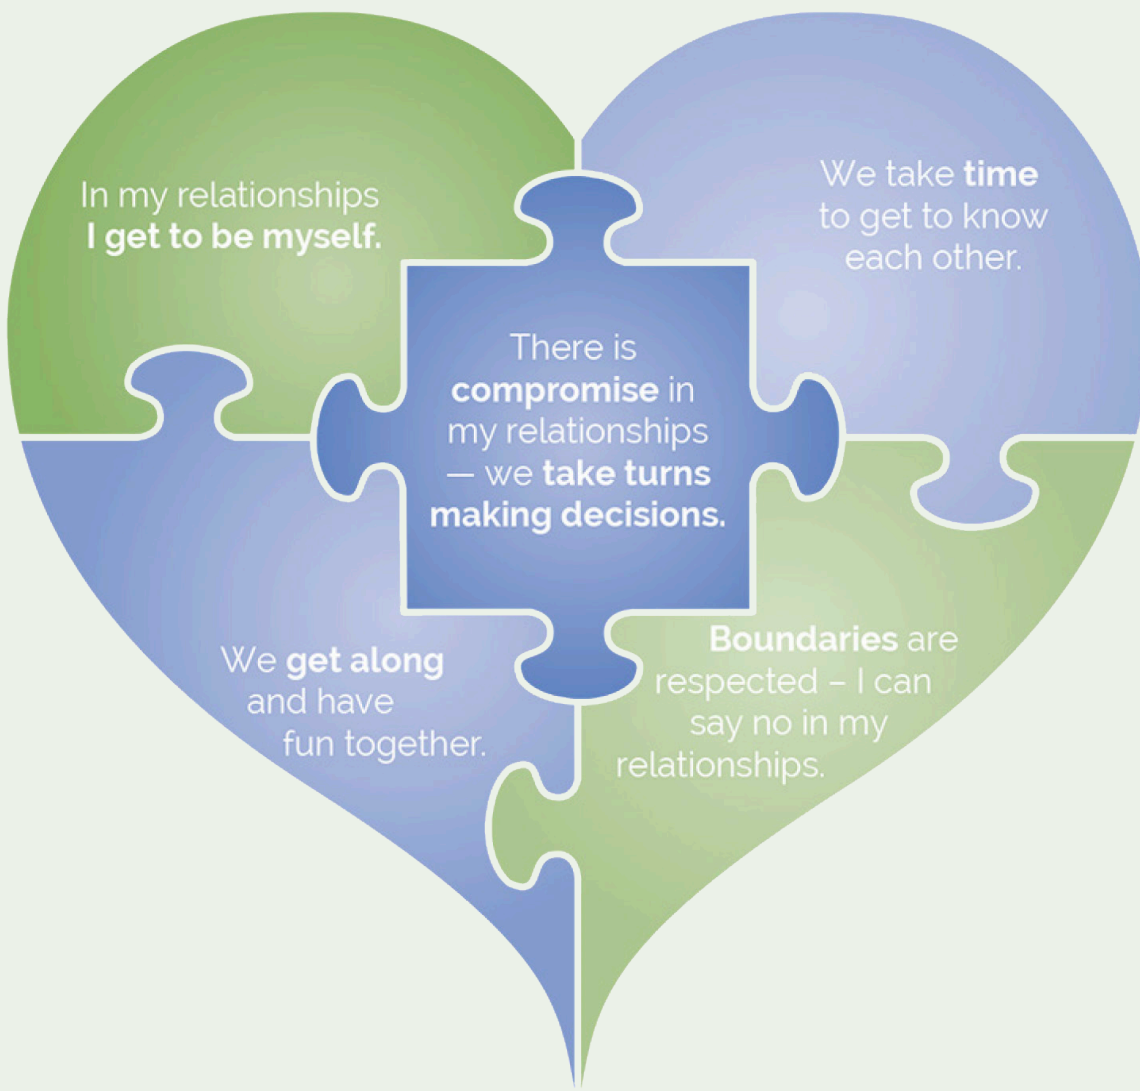 In my relationships
I get to be myself.
We take time
to get to know
each other.
There is
compromise in
my relationships
— we take turns
making decisions.
We get along
and have
fun together.
Boundaries are
respected – I can
say no in my
relationships.